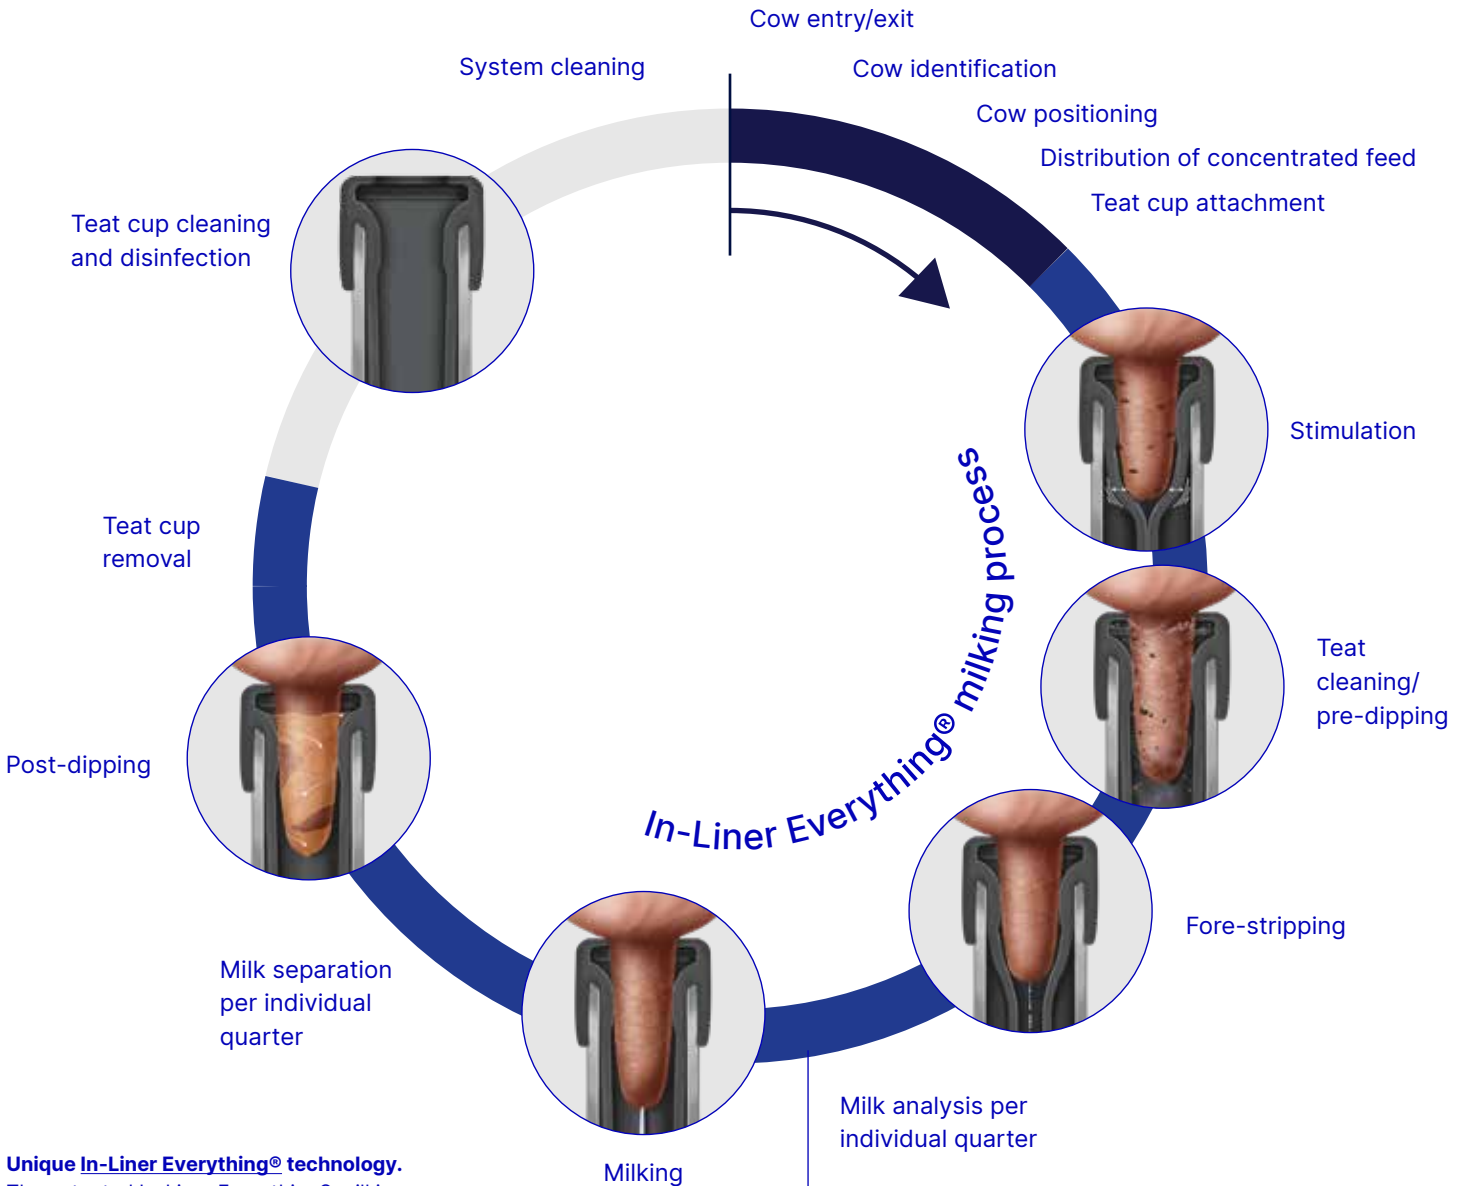 Cow entry/exit
System cleaning
Cow identification
Cow positioning
Distribution of concentrated feed
Teat cup attachment
Teat cup cleaning
and disinfection
Stimulation
Teat cup
removal
Teat
cleaning/
pre-dipping
In-Liner Everything® milking process
Post-dipping
Fore-stripping
Milk separation
per individual
quarter
Milk analysis per
individual quarter
Milking
Unique In-Liner Everything® technology.